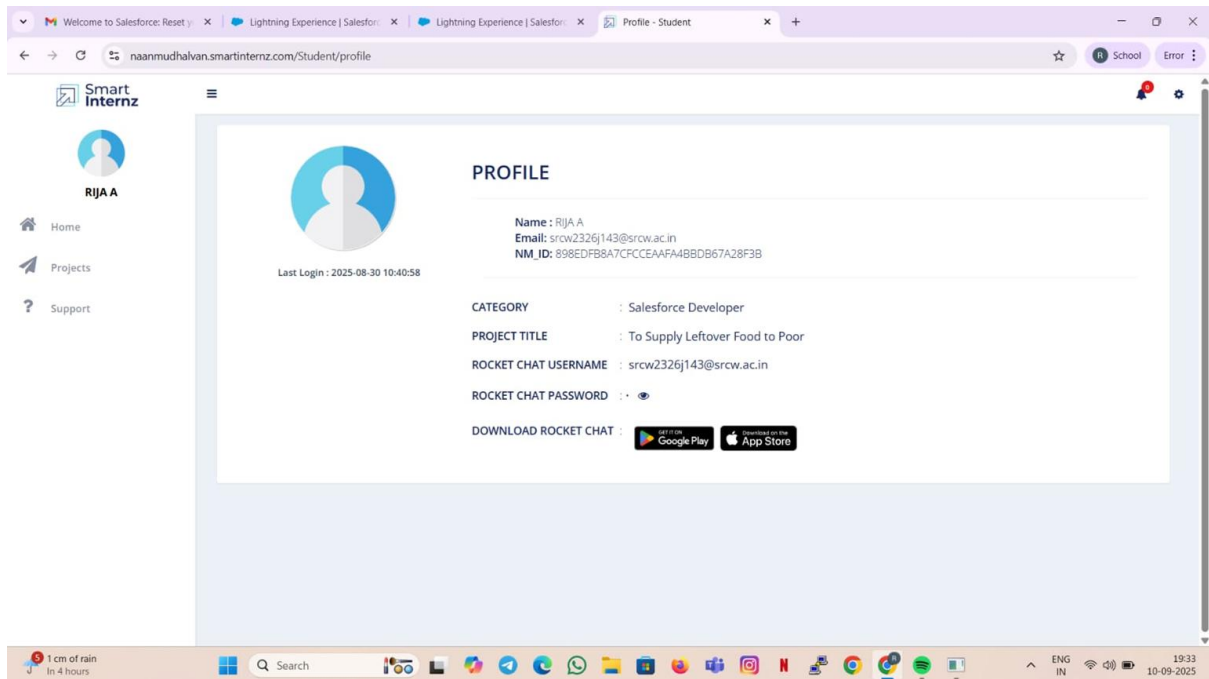 Welcome to Salesforce: Reset y
Lightning Experience | Salesforc
Lightning Experience | Salesforc
Profile - Student
naanmudhalvan.smartinternz.com/Student/profile
School
Error
Smart
Internz
0
RIJA A
Home
Projects
Support
Last Login : 2025-08-30 10:40:58
PROFILE
Name : RIJA A
Email: srcw2326j143@srcw.ac.in
NM_ID: 898EDFB8A7CFCCEAAFA4BBDB67A28F3B
CATEGORY : Salesforce Developer
PROJECT TITLE : To Supply Leftover Food to Poor
ROCKET CHAT USERNAME : srcw2326j143@srcw.ac.in
ROCKET CHAT PASSWORD :
DOWNLOAD ROCKET CHAT :
GET IT ON
Google Play
Download on the
App Store
5
1 cm of rain
In 4 hours
Search
ENG
IN
19:33
10-09-2025